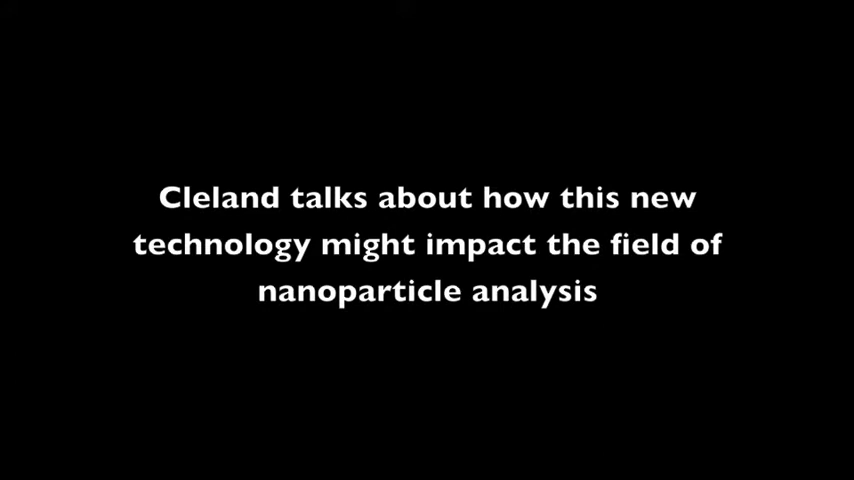 Cleland talks about how this new
technology might impact the field of
nanoparticle analysis